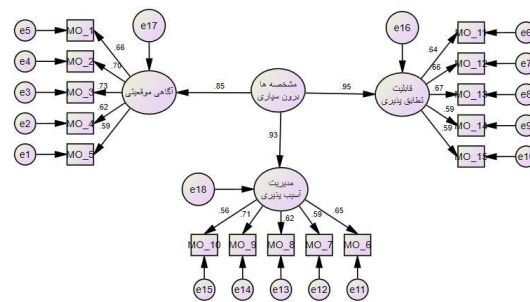 e17
e16
e5
MO_1
.66
MO_11
e6
.64
e4
MO_2
.70
MO_12
e7
.66
e3
MO_3
.73
آگاهی موقعیتی
.85
مشخصه ها
برون سپاری
.95
قابلیت
تطابق پذیری
.67
MO_13
e8
e2
MO_4
.62
.59
MO_14
e9
e1
MO_5
.59
.59
MO_15
e10
.93
e18
مدیریت
آسیب پذیری
.56
.71
.62
.59
.65
MO_10
MO_9
MO_8
MO_7
MO_6
e15
e14
e13
e12
e11